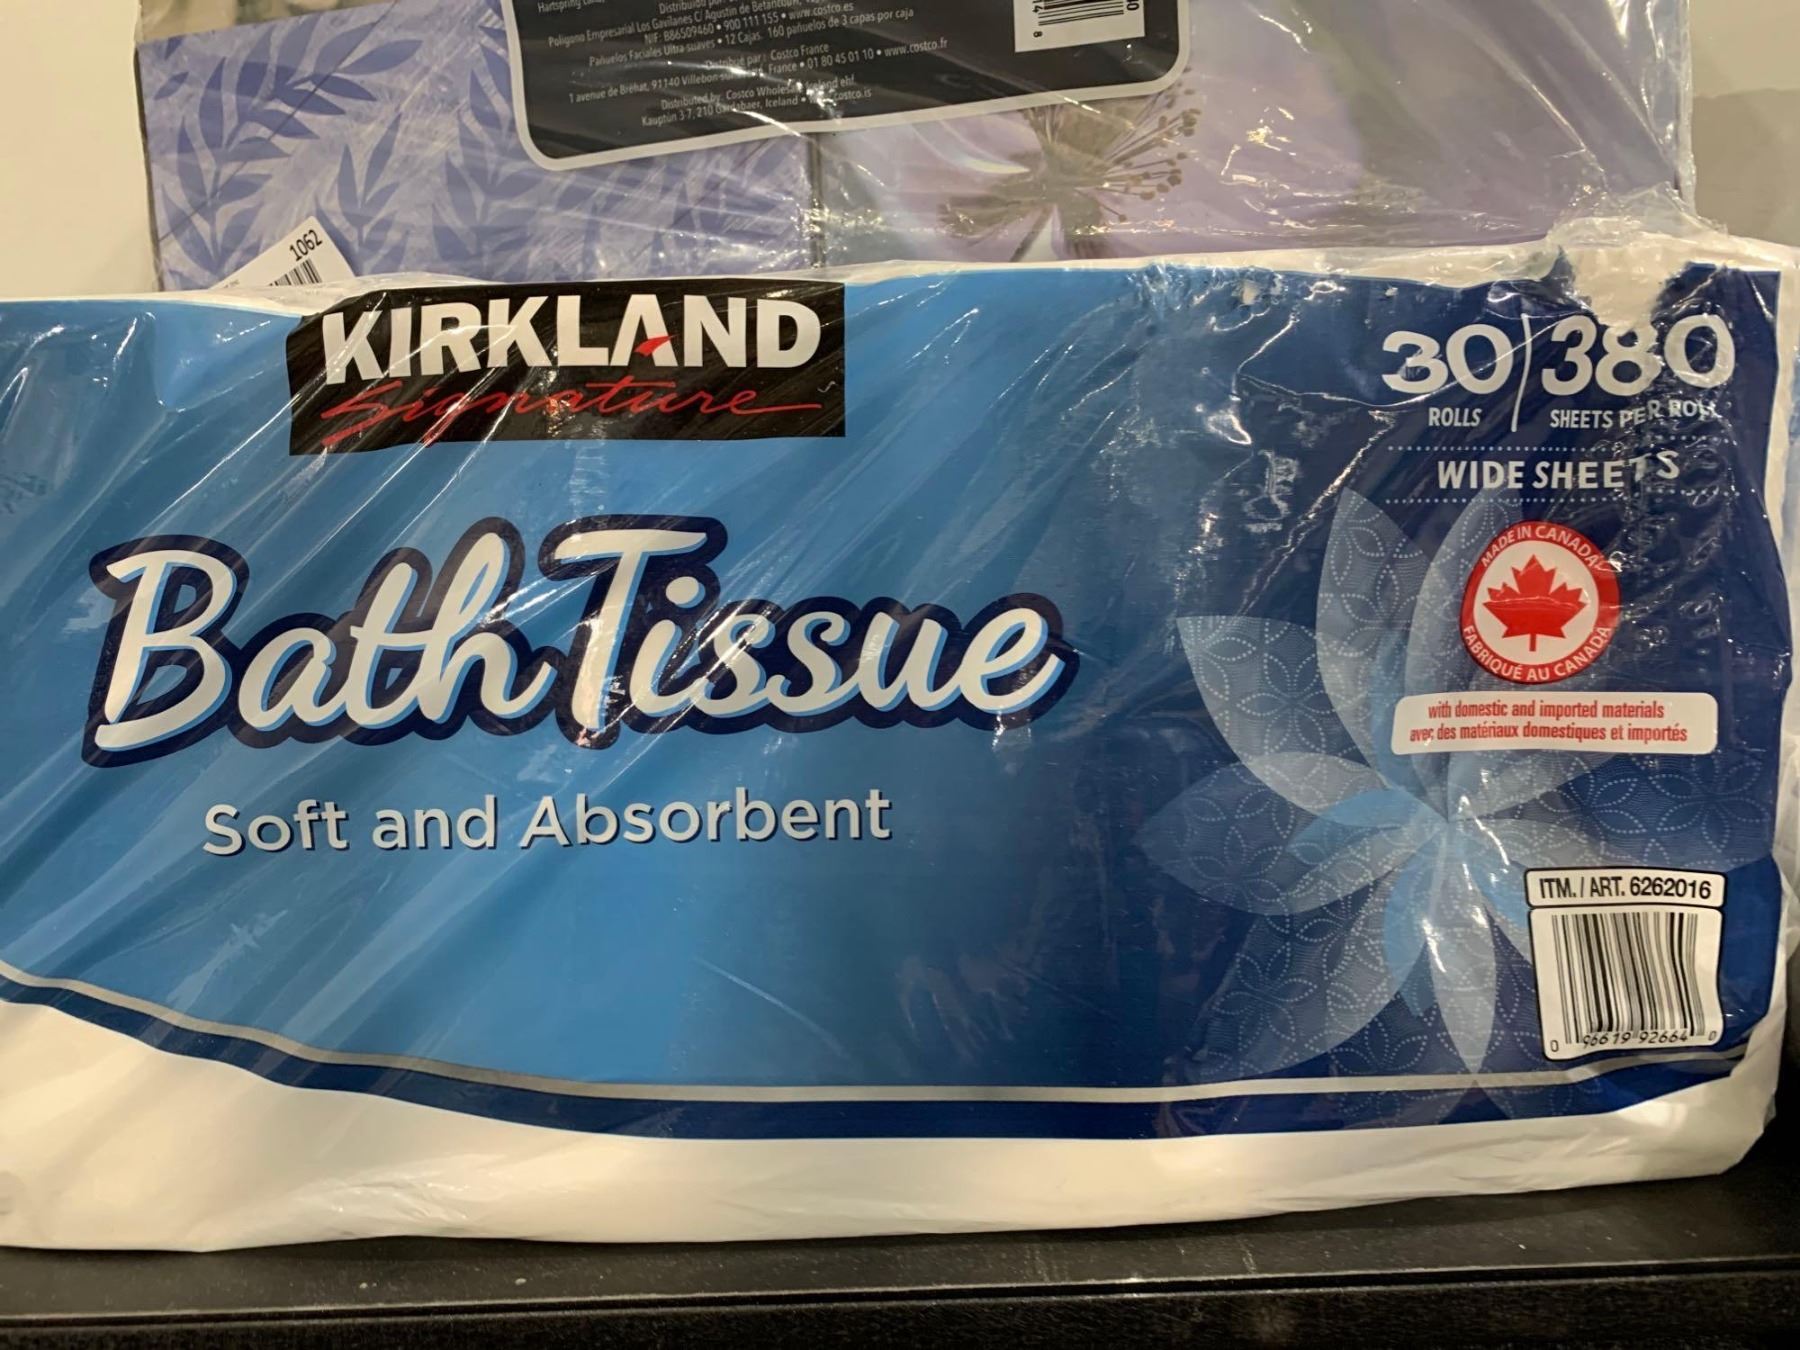 Distribuido por:
Polígono Empresarial Los Gavilanes C/ Agustín de Betancourt,
NIF: B86509460 • 900 111 155 • www.costco.es
Pañuelos Faciales Ultra-suaves • 12 Cajas. 160 pañuelos de 3 capas por caja
Distribué par: Costco France
1 avenue de Bréhat, 91140 Villebon France • 01 80 45 01 10 • www.costco.fr
Distributed by Costco Wholesale Iceland ehf.
Kauptún 3-7, 210 Gardabaer, Iceland • costco.is
1062
KIRKLAND
Signature
30 380
ROLLS SHEETS PER ROLL
WIDE SHEETS
Bath Tissue
Soft and Absorbent
MADE IN CANADA
FABRIQUÉ AU CANADA
with domestic and imported materials
avec des matériaux domestiques et importés
ITM. / ART. 6262016
0 96619 92664 0